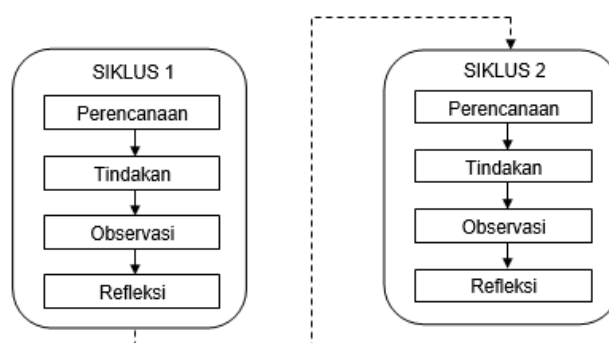 SIKLUS 1
Perencanaan
Tindakan
Observasi
Refleksi
SIKLUS 2
Perencanaan
Tindakan
Observasi
Refleksi